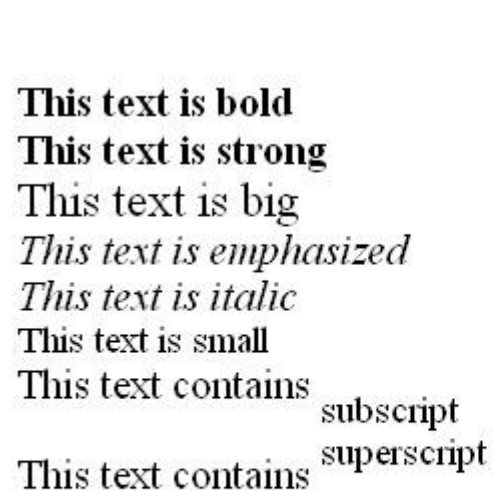 This text is bold
This text is strong
This text is big
This text is emphasized
This text is italic
This text is small
This text contains subscript
This text contains superscript